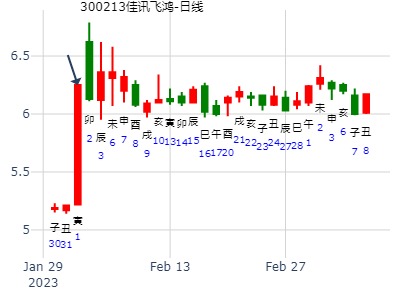 300213佳讯飞鸿-日线
6.5
6
5.5
5
子 丑 寅 卯 辰 未 申 酉 戌 亥 寅 卯 辰 巳 午 酉 戌 亥 子 丑 辰 巳 午 未 申 亥 子 丑
30 31 1 2 3 6 7 8 9 10 13 14 15 16 17 20 21 22 23 24 27 28 1 2 3 6 7 8
Jan 29 Feb 13 Feb 27
2023